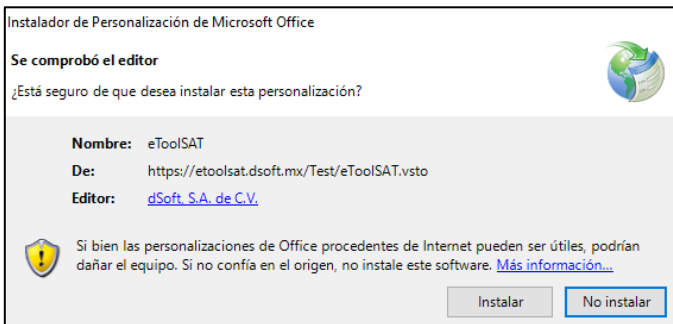 Instalador de Personalización de Microsoft Office
Se comprobó el editor
¿Está seguro de que desea instalar esta personalización?
Nombre: eToolSAT
De: https://etoolsat.dsoft.mx/Test/eToolSAT.vsto
Editor: dSoft, S.A. de C.V.
Si bien las personalizaciones de Office procedentes de Internet pueden ser útiles, podrían
dañar el equipo. Si no confía en el origen, no instale este software. Más información...
Instalar No instalar